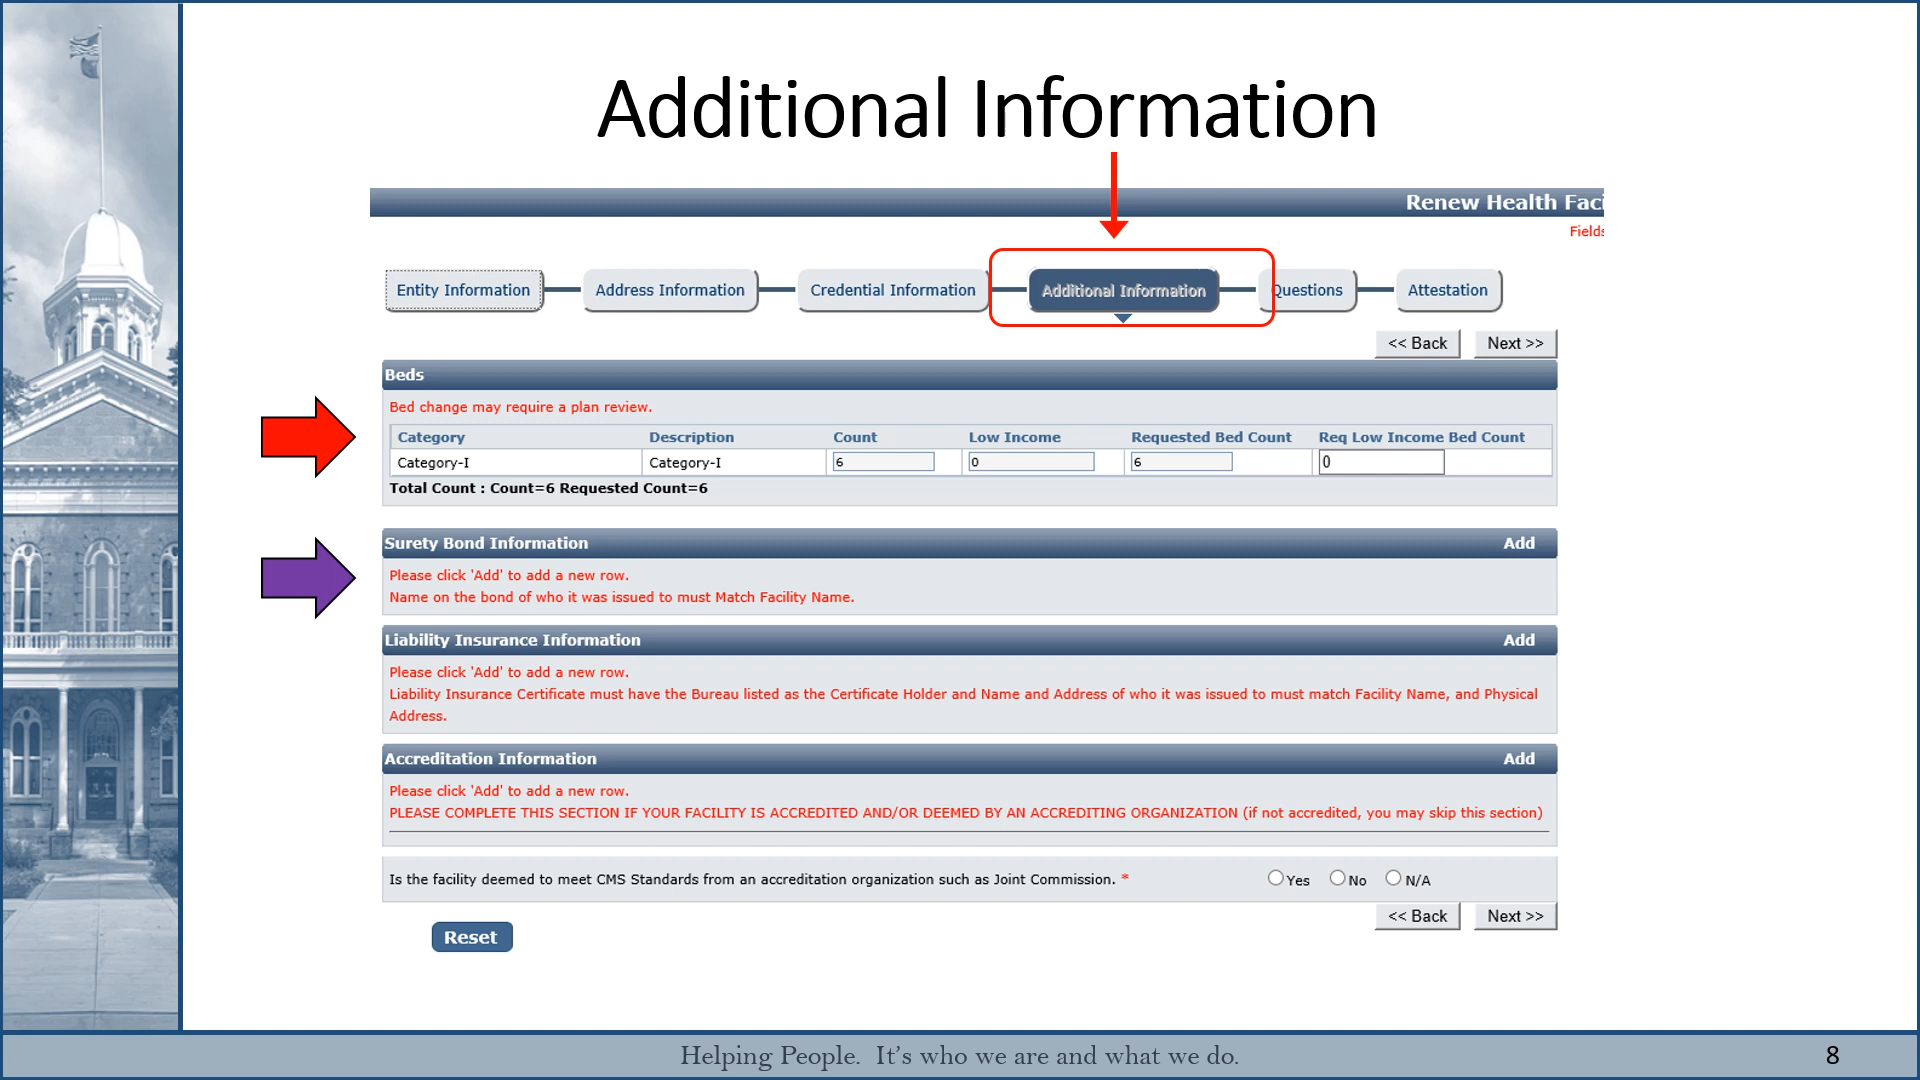 Additional Information
Renew Health Faci
Fields
Entity Information
Address Information
Credential Information
Additional Information
Questions
Attestation
<< Back
Next >>
Beds
Bed change may require a plan review.
Category Description Count Low Income Requested Bed Count Req Low Income Bed Count
Category-I Category-I 6 0 6 0
Total Count : Count=6 Requested Count=6
Surety Bond Information Add
Please click 'Add' to add a new row.
Name on the bond of who it was issued to must Match Facility Name.
Liability Insurance Information Add
Please click 'Add' to add a new row.
Liability Insurance Certificate must have the Bureau listed as the Certificate Holder and Name and Address of who it was issued to must match Facility Name, and Physical
Address.
Accreditation Information Add
Please click 'Add' to add a new row.
PLEASE COMPLETE THIS SECTION IF YOUR FACILITY IS ACCREDITED AND/OR DEEMED BY AN ACCREDITING ORGANIZATION (if not accredited, you may skip this section)
Is the facility deemed to meet CMS Standards from an accreditation organization such as Joint Commission. * Yes No N/A
<< Back
Next >>
Reset
Helping People. It's who we are and what we do.
8